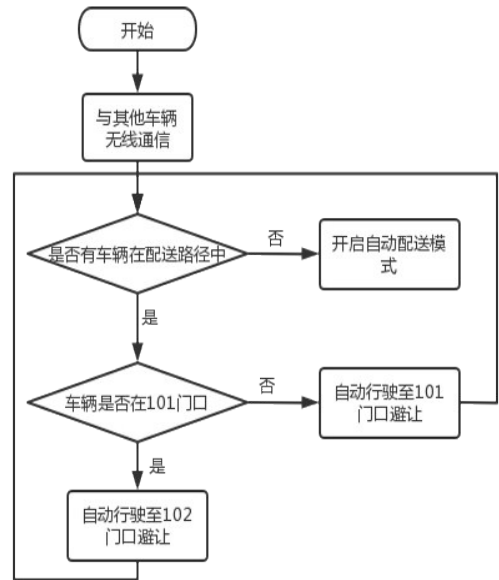 开始
与其他车辆
无线通信
是否有车辆在配送路径中
否
开启自动配送模
式
是
车辆是否在101门口
否
自动行驶至101
门口避让
是
自动行驶至102
门口避让